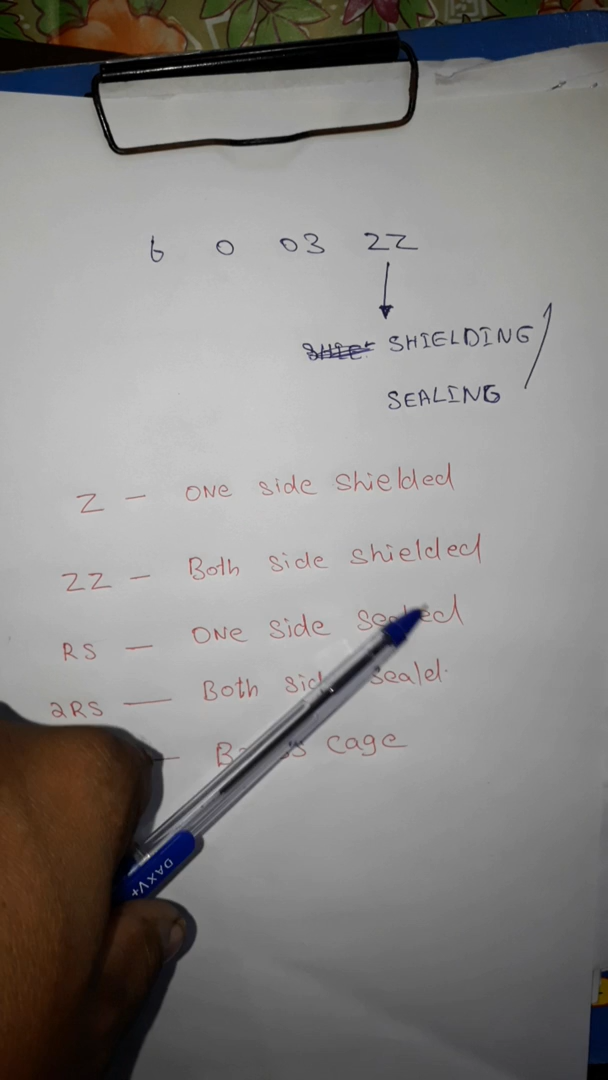 6 0 03 2Z
SHIELDING
SEALING
Z — ONE side shielded
ZZ — Both side shielded
RS — ONE side
2RS — Both
— cage
DAXV+